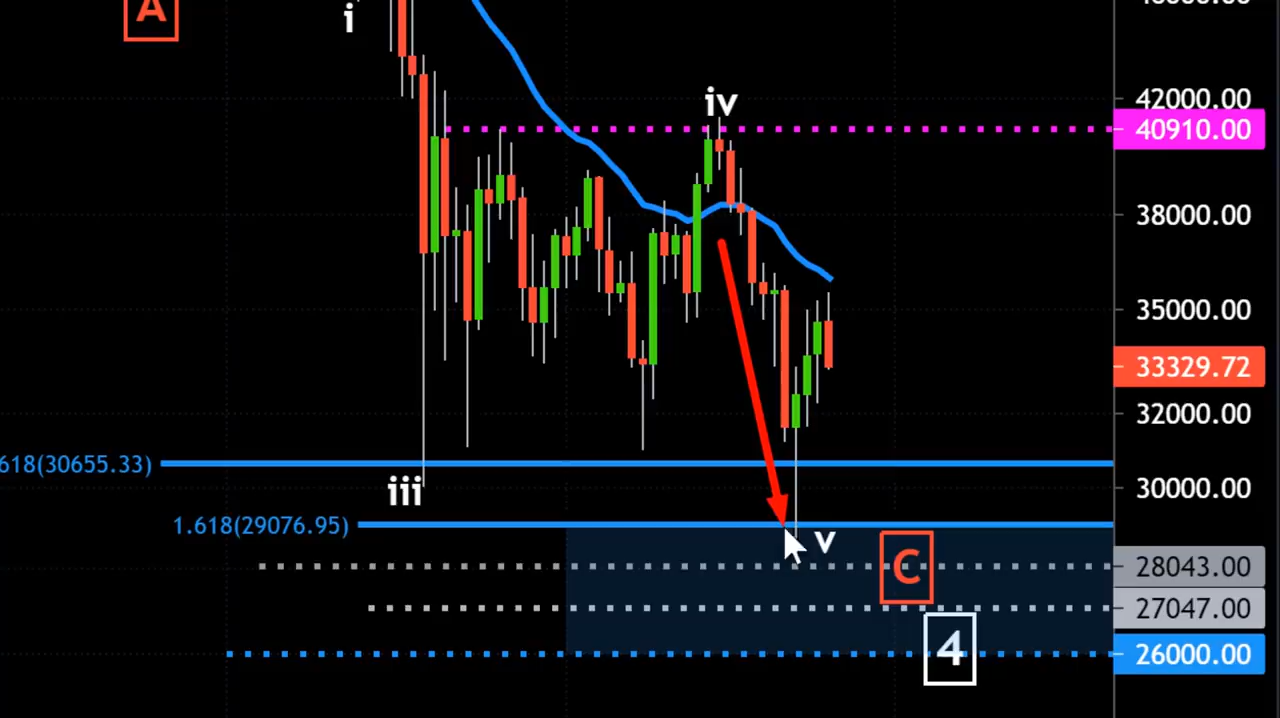 A
i
iv
42000.00
40910.00
38000.00
35000.00
33329.72
32000.00
618(30655.33)
iii
30000.00
1.618(29076.95)
v
C
28043.00
27047.00
4
26000.00